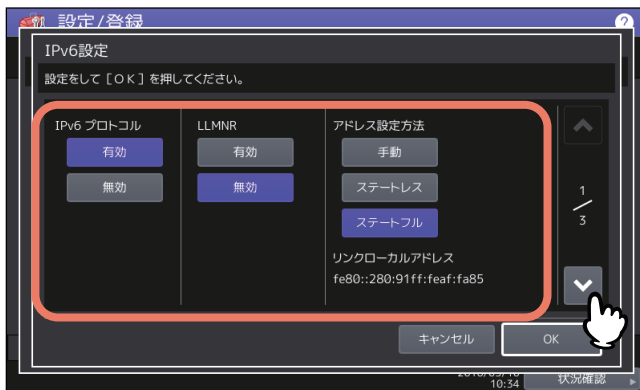 設定/登録
?
IPv6設定
設定をして［ＯＫ］を押してください。
IPv6 プロトコル
有効
無効
LLMNR
有効
無効
アドレス設定方法
手動
ステートレス
ステートフル
リンクローカルアドレス
fe80::280:91ff:feaf:fa85
1
3
キャンセル
OK
10:34
状況確認